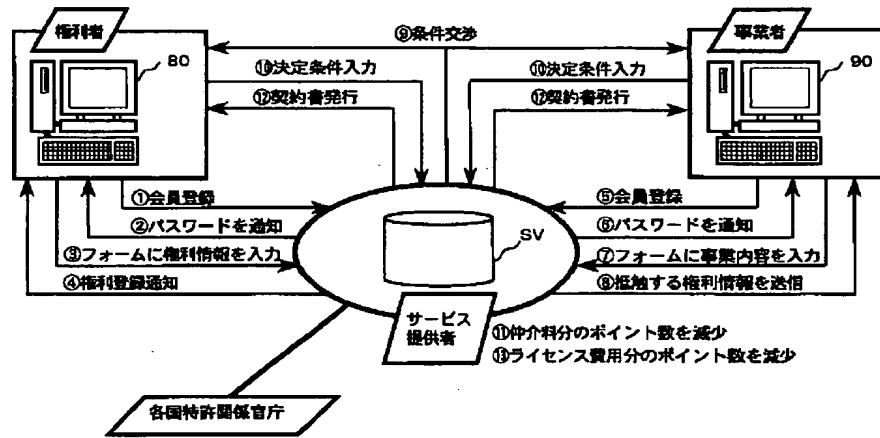 権利者
80
⑨条件交渉
事業者
90
⑩決定条件入力
⑩決定条件入力
⑫契約書発行
⑫契約書発行
①会員登録
⑤会員登録
②パスワードを通知
SV
⑥パスワードを通知
③フォームに権利情報を入力
⑦フォームに事業内容を入力
④権利登録通知
⑧抵触する権利情報を送信
サービス
提供者
⑪仲介料分のポイント数を減少
⑬ライセンス費用分のポイント数を減少
各国特許関係官庁